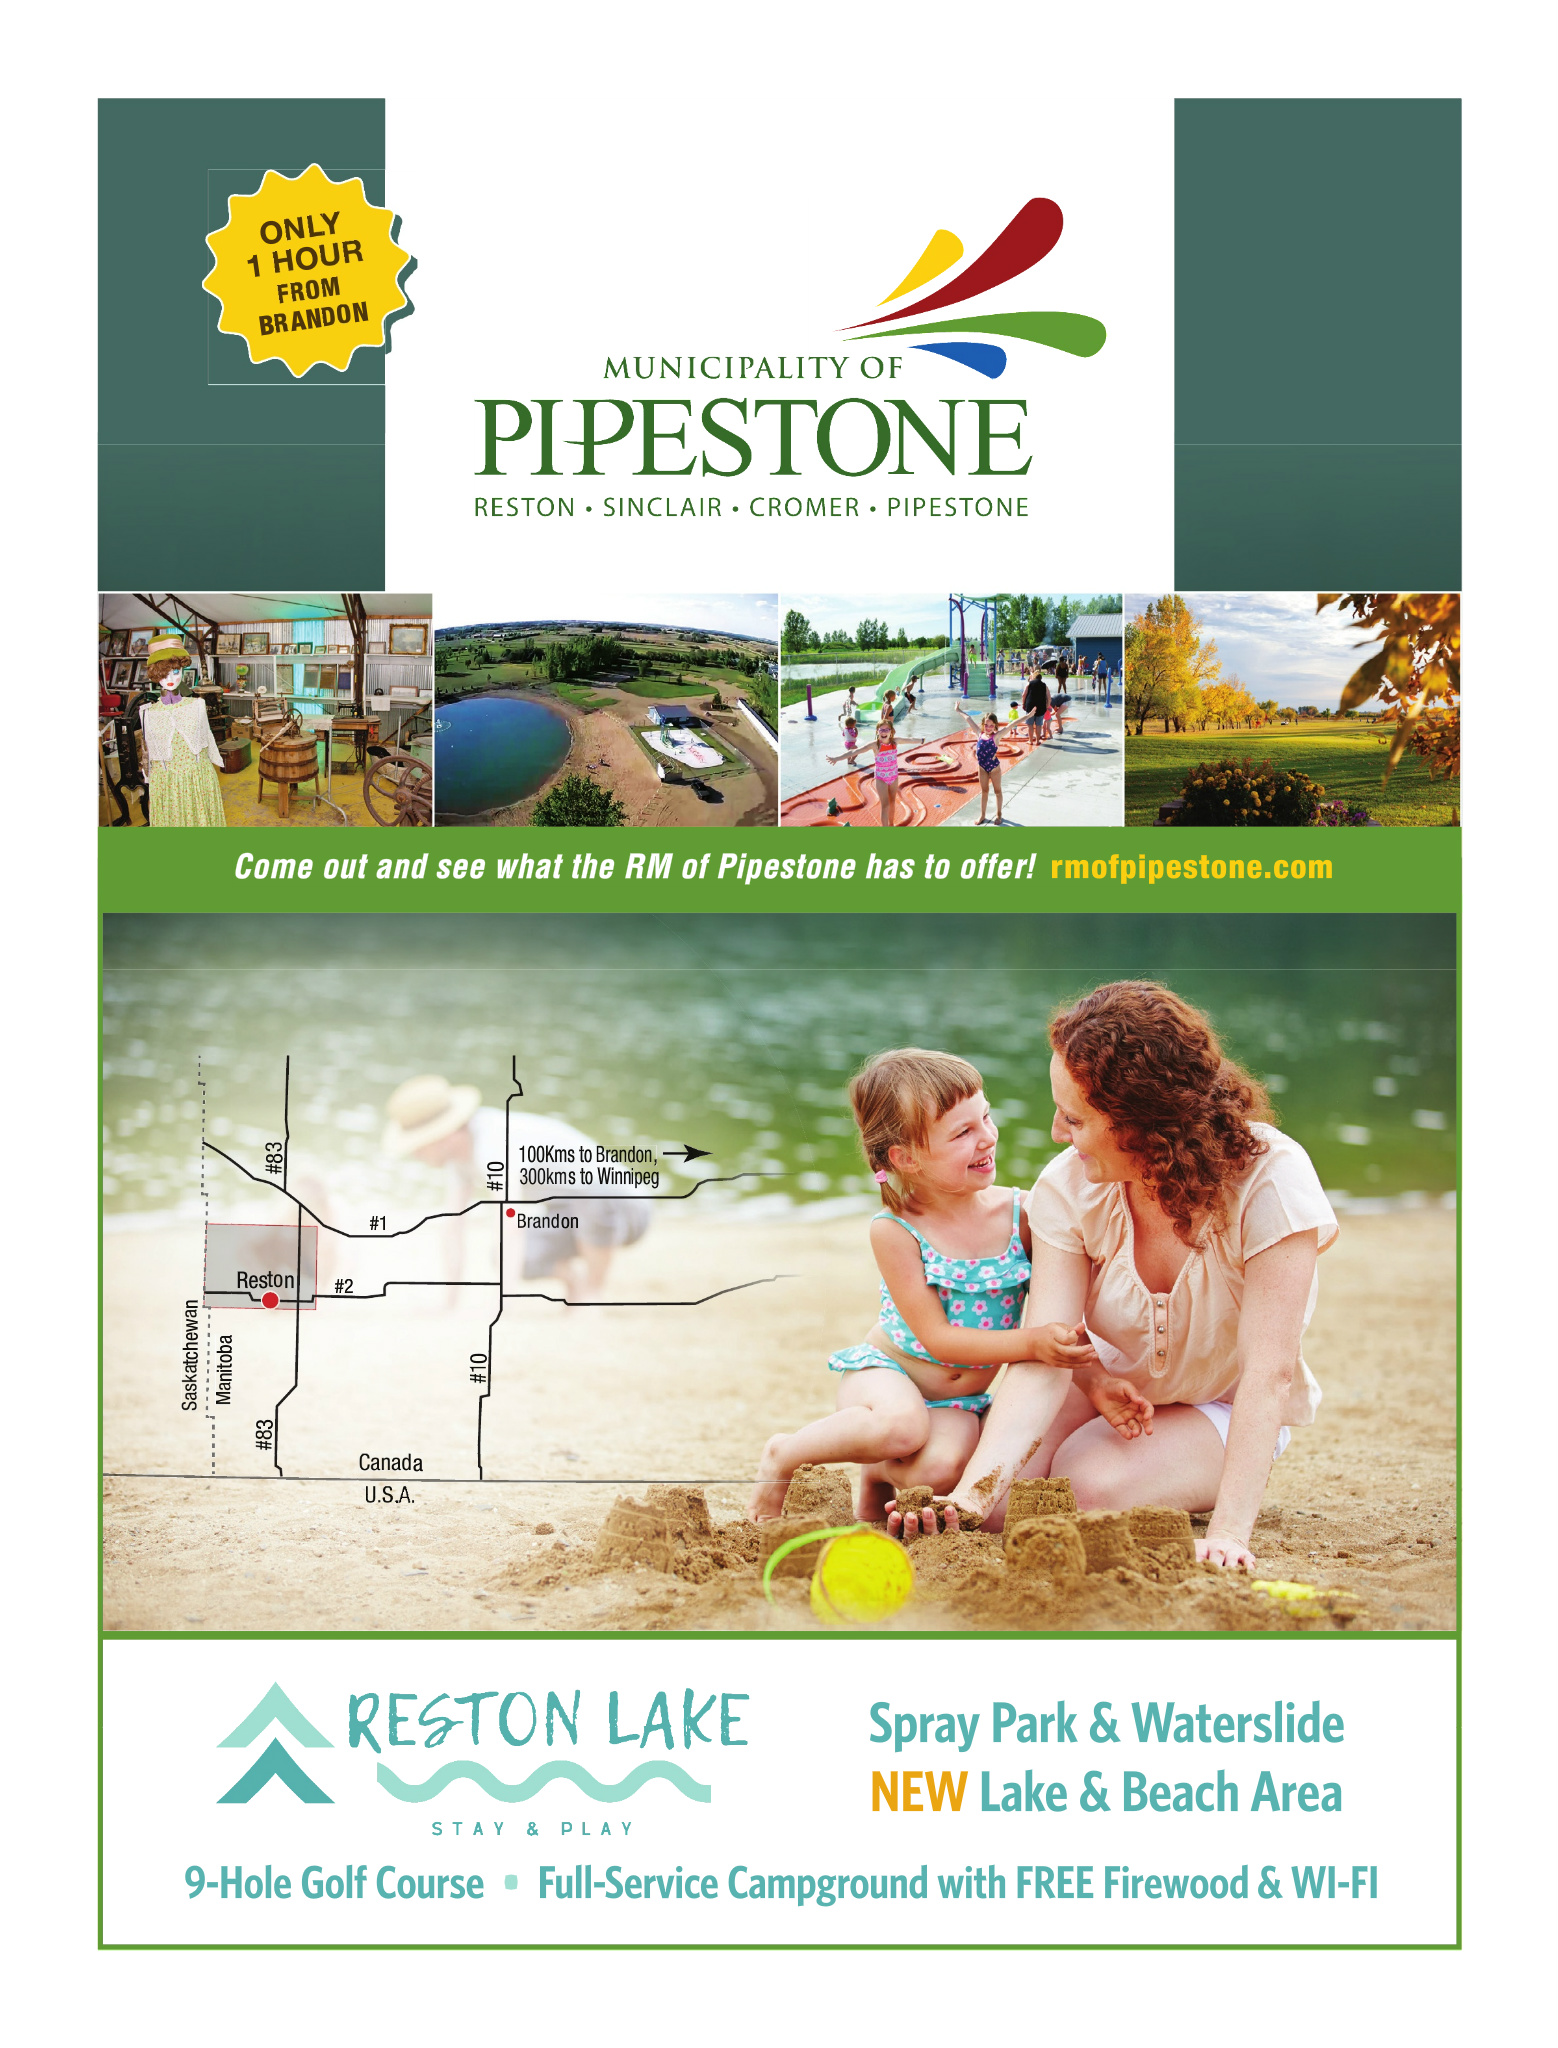 ONLY
1 HOUR
FROM
BRANDON
MUNICIPALITY OF
PIPESTONE
RESTON • SINCLAIR • CROMER • PIPESTONE
Come out and see what the RM of Pipestone has to offer! rmofpipestone.com
#83
#10
100Kms to Brandon,
300kms to Winnipeg
#1
Brandon
Reston
#2
Saskatchewan
Manitoba
#10
#83
Canada
U.S.A.
RESTON LAKE
STAY & PLAY
Spray Park & Waterslide
NEW Lake & Beach Area
9-Hole Golf Course • Full-Service Campground with FREE Firewood & WI-FI